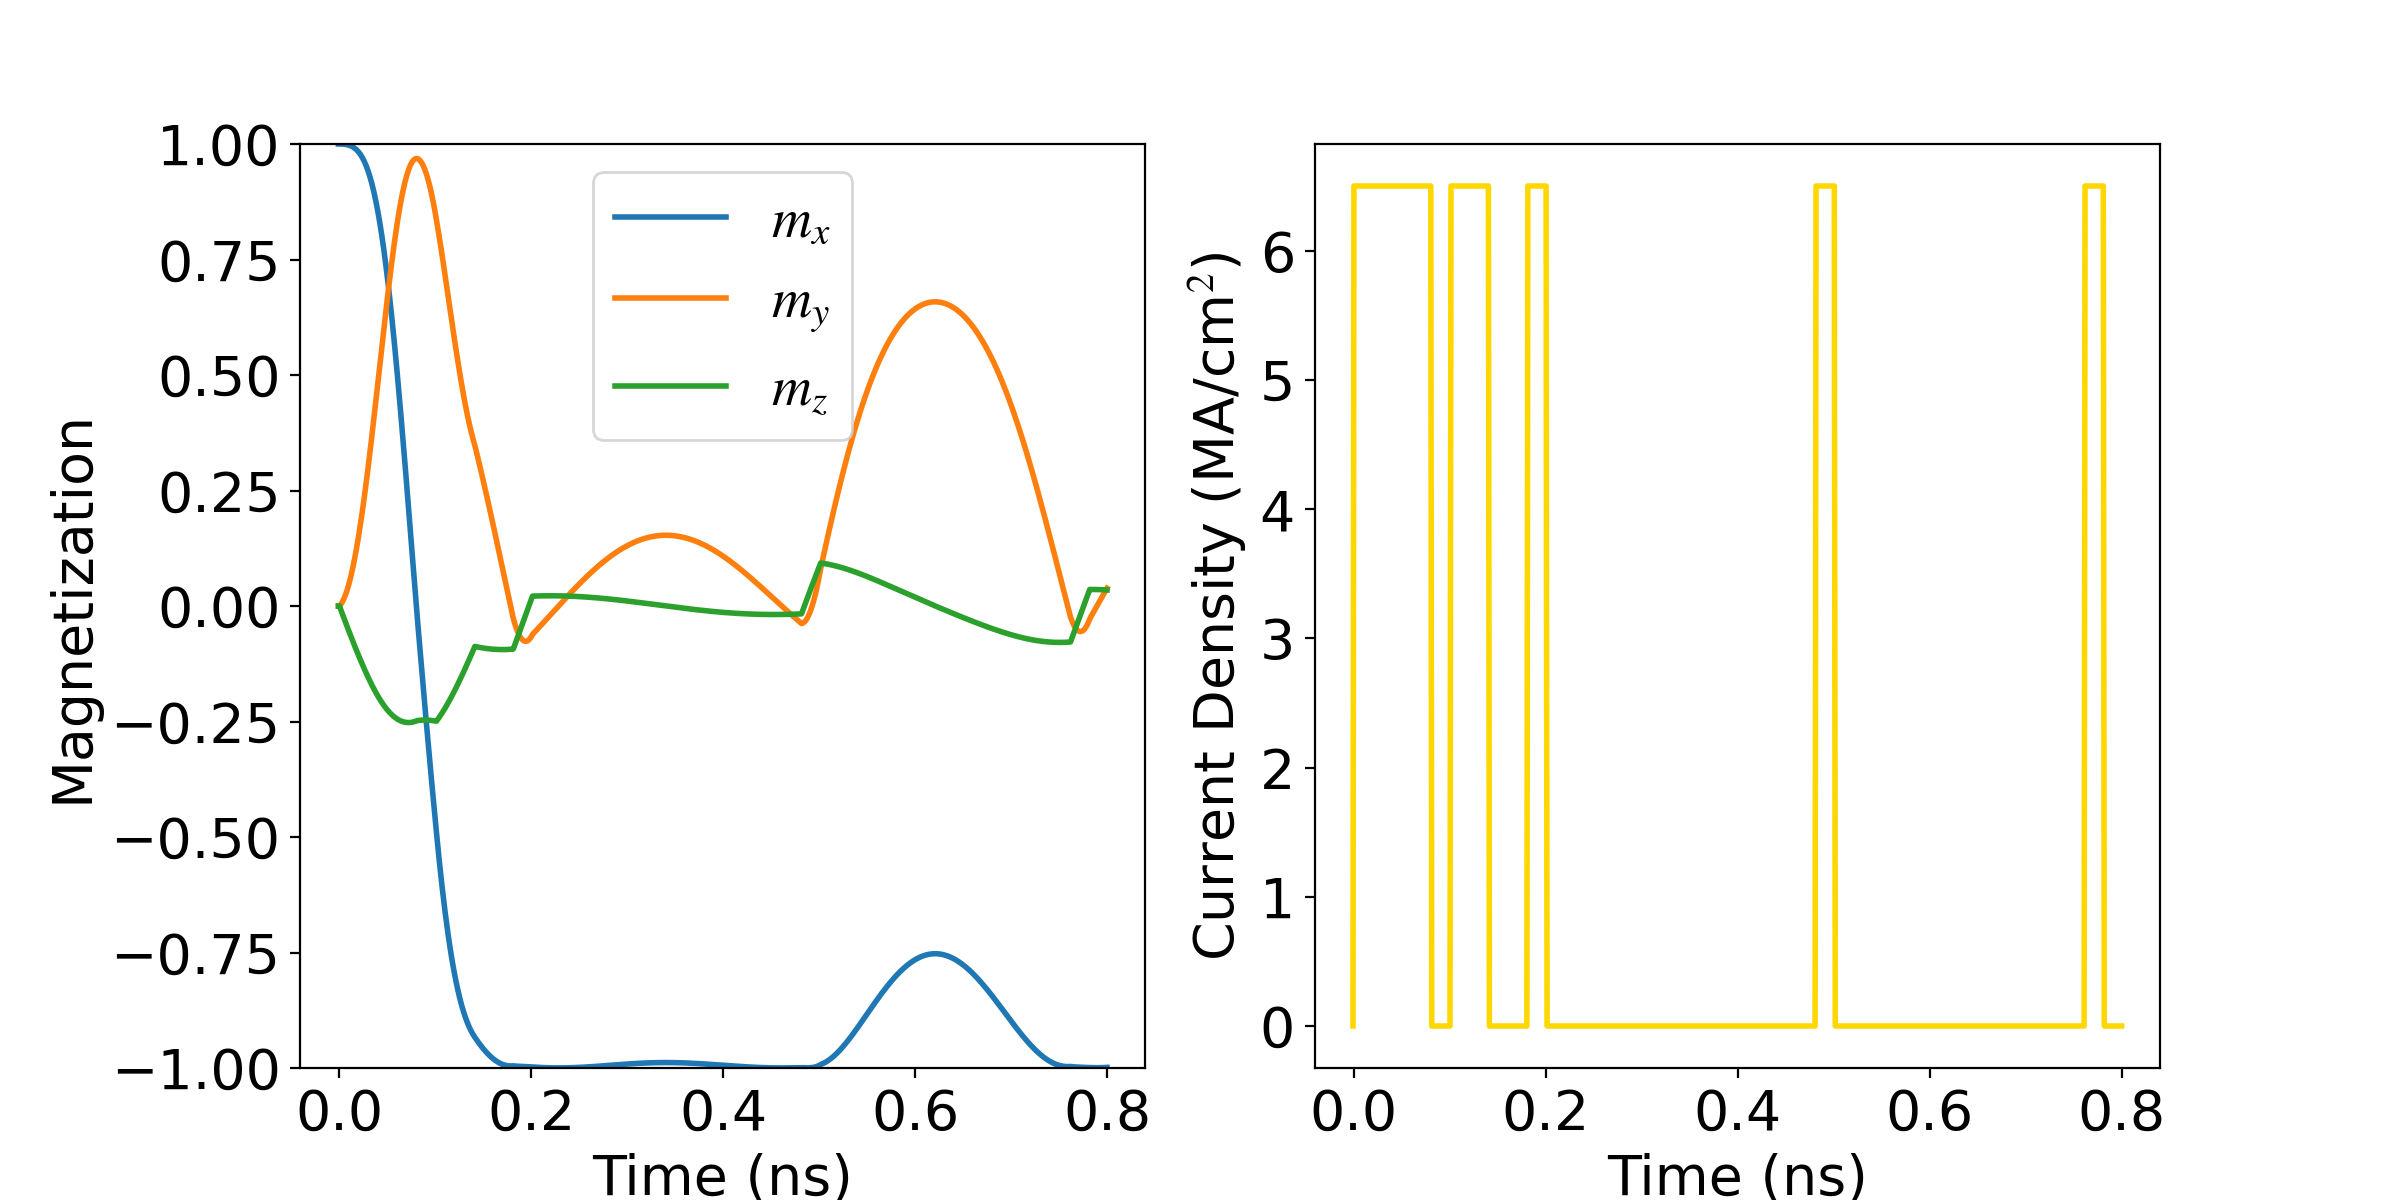 1.00
0.75
0.50
0.25
0.00
−0.25
−0.50
−0.75
−1.00
Magnetization
m_x
m_y
m_z
0.0 0.2 0.4 0.6 0.8
Time (ns)
6
5
4
3
2
1
0
Current Density (MA/cm²)
0.0 0.2 0.4 0.6 0.8
Time (ns)